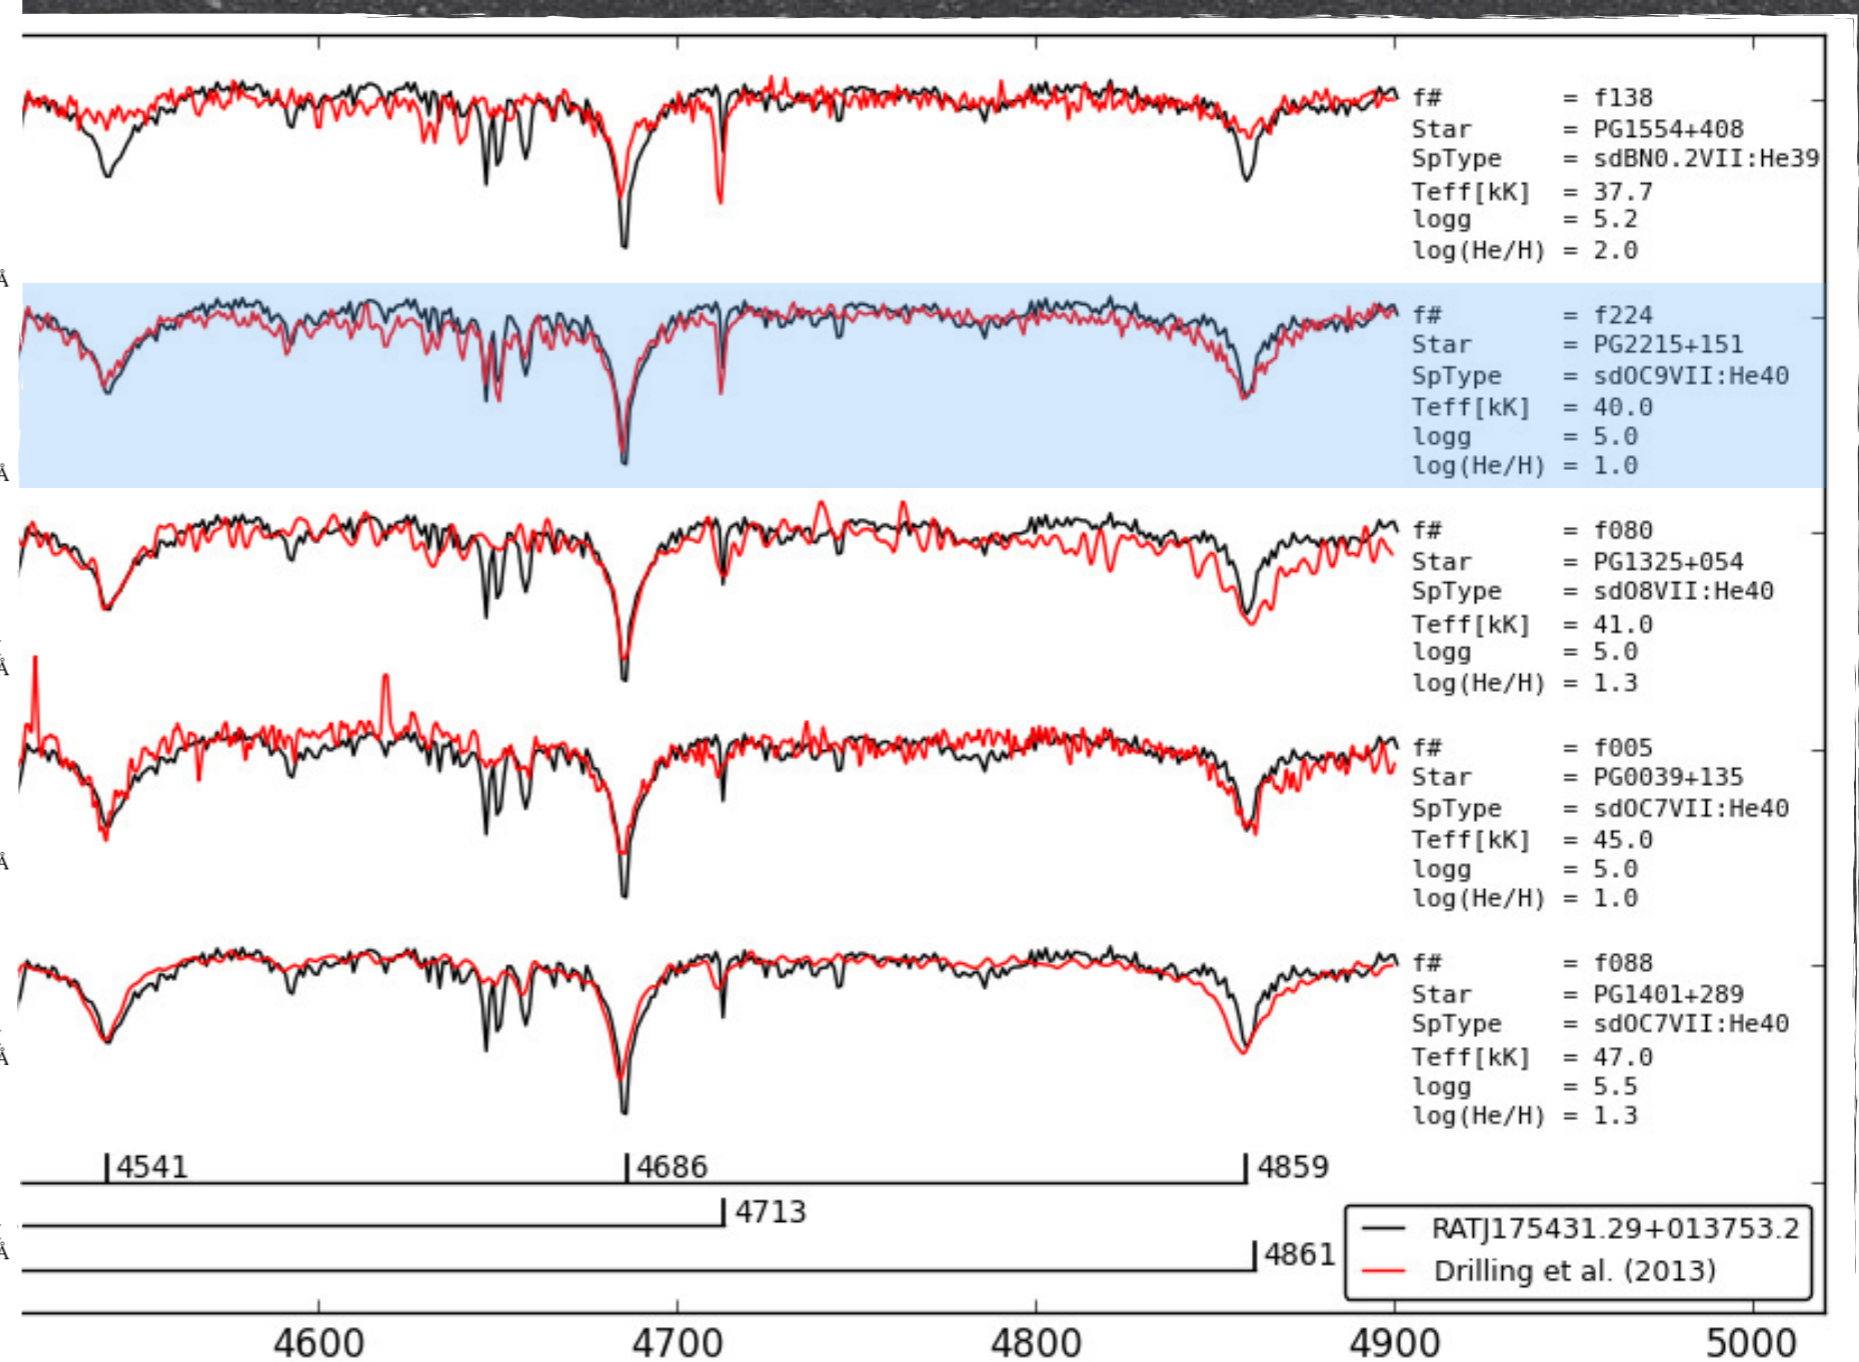 f# = f138
Star = PG1554+408
SpType = sdBN0.2VII:He39
Teff[kK] = 37.7
logg = 5.2
log(He/H) = 2.0
Å
f# = f224
Star = PG2215+151
SpType = sdOC9VII:He40
Teff[kK] = 40.0
logg = 5.0
log(He/H) = 1.0
Å
f# = f080
Star = PG1325+054
SpType = sdO8VII:He40
Teff[kK] = 41.0
logg = 5.0
log(He/H) = 1.3
Å
f# = f005
Star = PG0039+135
SpType = sdOC7VII:He40
Teff[kK] = 45.0
logg = 5.0
log(He/H) = 1.0
Å
f# = f088
Star = PG1401+289
SpType = sdOC7VII:He40
Teff[kK] = 47.0
logg = 5.5
log(He/H) = 1.3
Å
4541 4686 4859
4713
4861
Å
RATJ175431.29+013753.2
Drilling et al. (2013)
4600 4700 4800 4900 5000